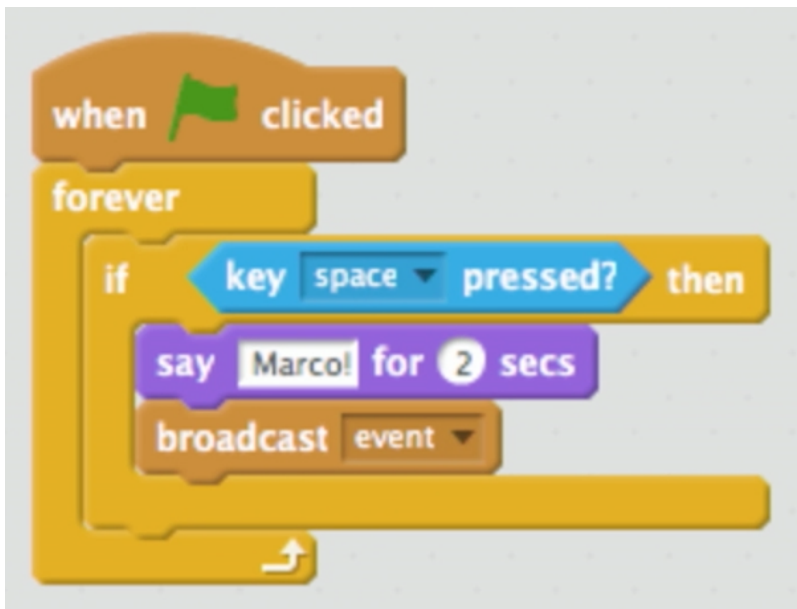 when clicked
forever
if key space pressed? then
say Marco! for 2 secs
broadcast event